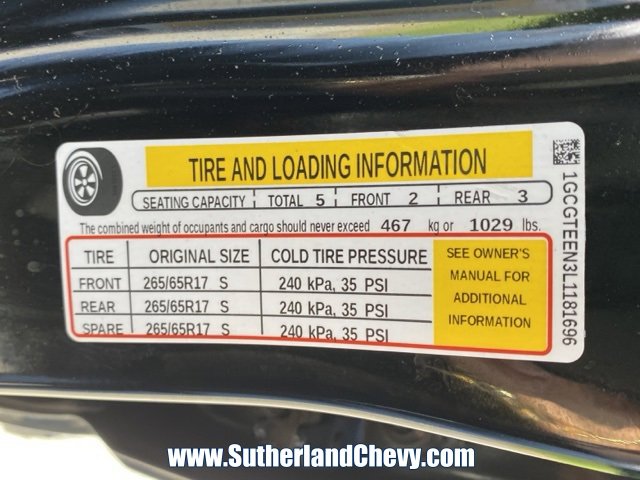 TIRE AND LOADING INFORMATION
SEATING CAPACITY TOTAL 5 FRONT 2 REAR 3
The combined weight of occupants and cargo should never exceed 467 kg or 1029 lbs.
TIRE ORIGINAL SIZE COLD TIRE PRESSURE
FRONT 265/65R17 S 240 kPa, 35 PSI
REAR 265/65R17 S 240 kPa, 35 PSI
SPARE 265/65R17 S 240 kPa, 35 PSI
SEE OWNER'S
MANUAL FOR
ADDITIONAL
INFORMATION
1GCGTEEN3L1181696
www.SutherlandChevy.com